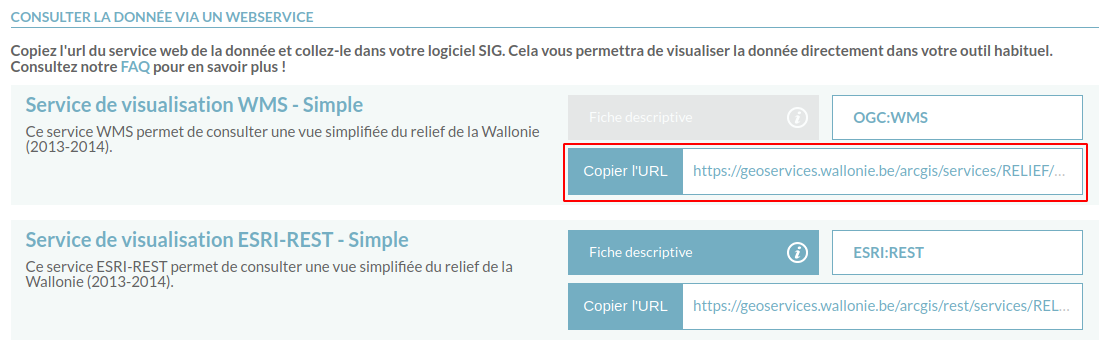 CONSULTER LA DONNÉE VIA UN WEBSERVICE
Copiez l'url du service web de la donnée et collez-le dans votre logiciel SIG. Cela vous permettra de visualiser la donnée directement dans votre outil habituel.
Consultez notre FAQ pour en savoir plus !
Service de visualisation WMS - Simple
Ce service WMS permet de consulter une vue simplifiée du relief de la Wallonie
(2013-2014).
Fiche descriptive
OGC:WMS
Copier l'URL
https://geoservices.wallonie.be/arcgis/services/RELIEF/...
Service de visualisation ESRI-REST - Simple
Ce service ESRI-REST permet de consulter une vue simplifiée du relief de la
Wallonie (2013-2014).
Fiche descriptive
ESRI:REST
Copier l'URL
https://geoservices.wallonie.be/arcgis/rest/services/REL...